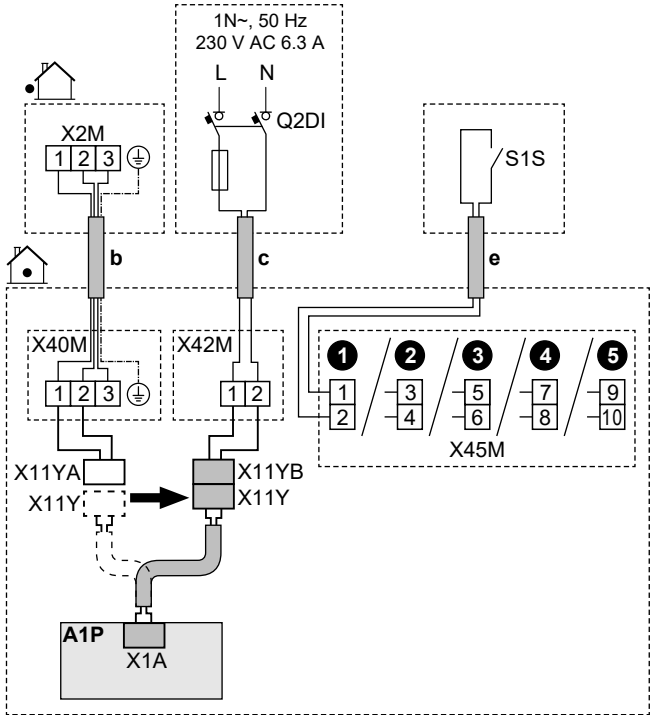 1N~, 50 Hz
230 V AC 6.3 A
L N
Q2DI
X2M
1 2 3
S1S
b
c
e
X40M
1 2 3
X42M
1 2
1 2 3 4 5
1 3 5 7 9
2 4 6 8 10
X45M
X11YA
X11YB
X11Y
X11Y
A1P
X1A